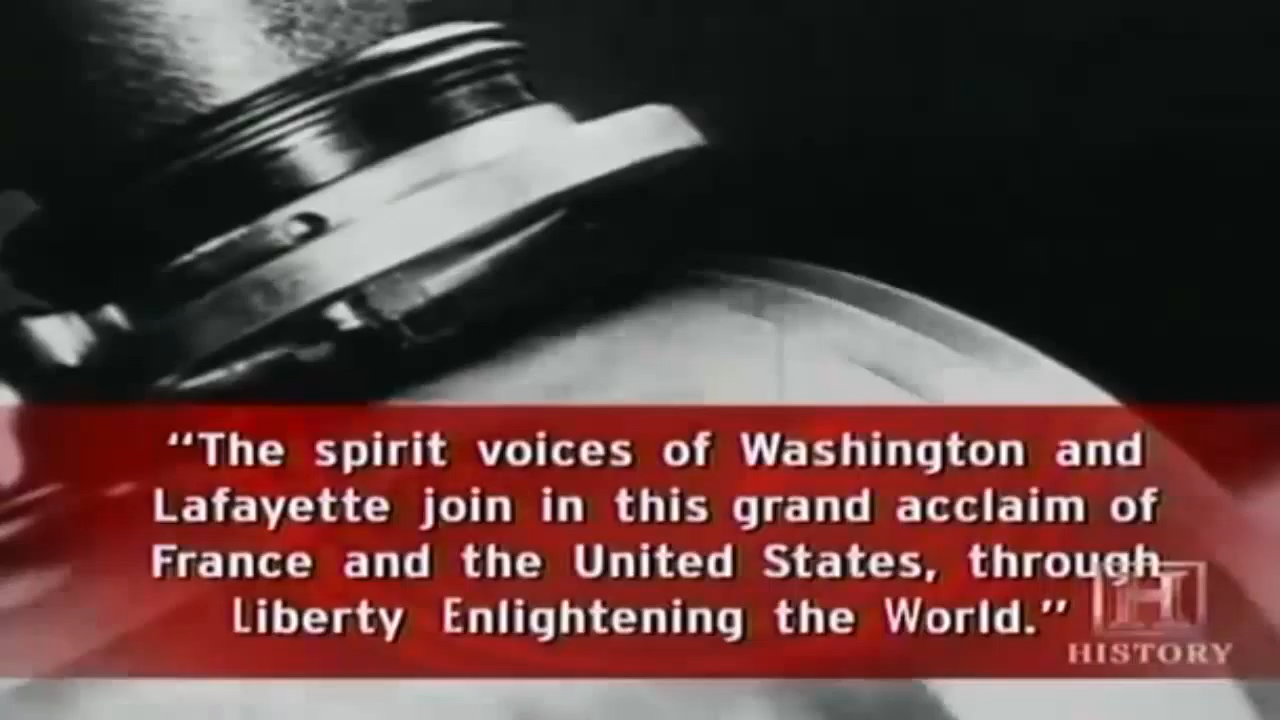 “The spirit voices of Washington and
Lafayette join in this grand acclaim of
France and the United States, through
Liberty Enlightening the World.”
H
HISTORY